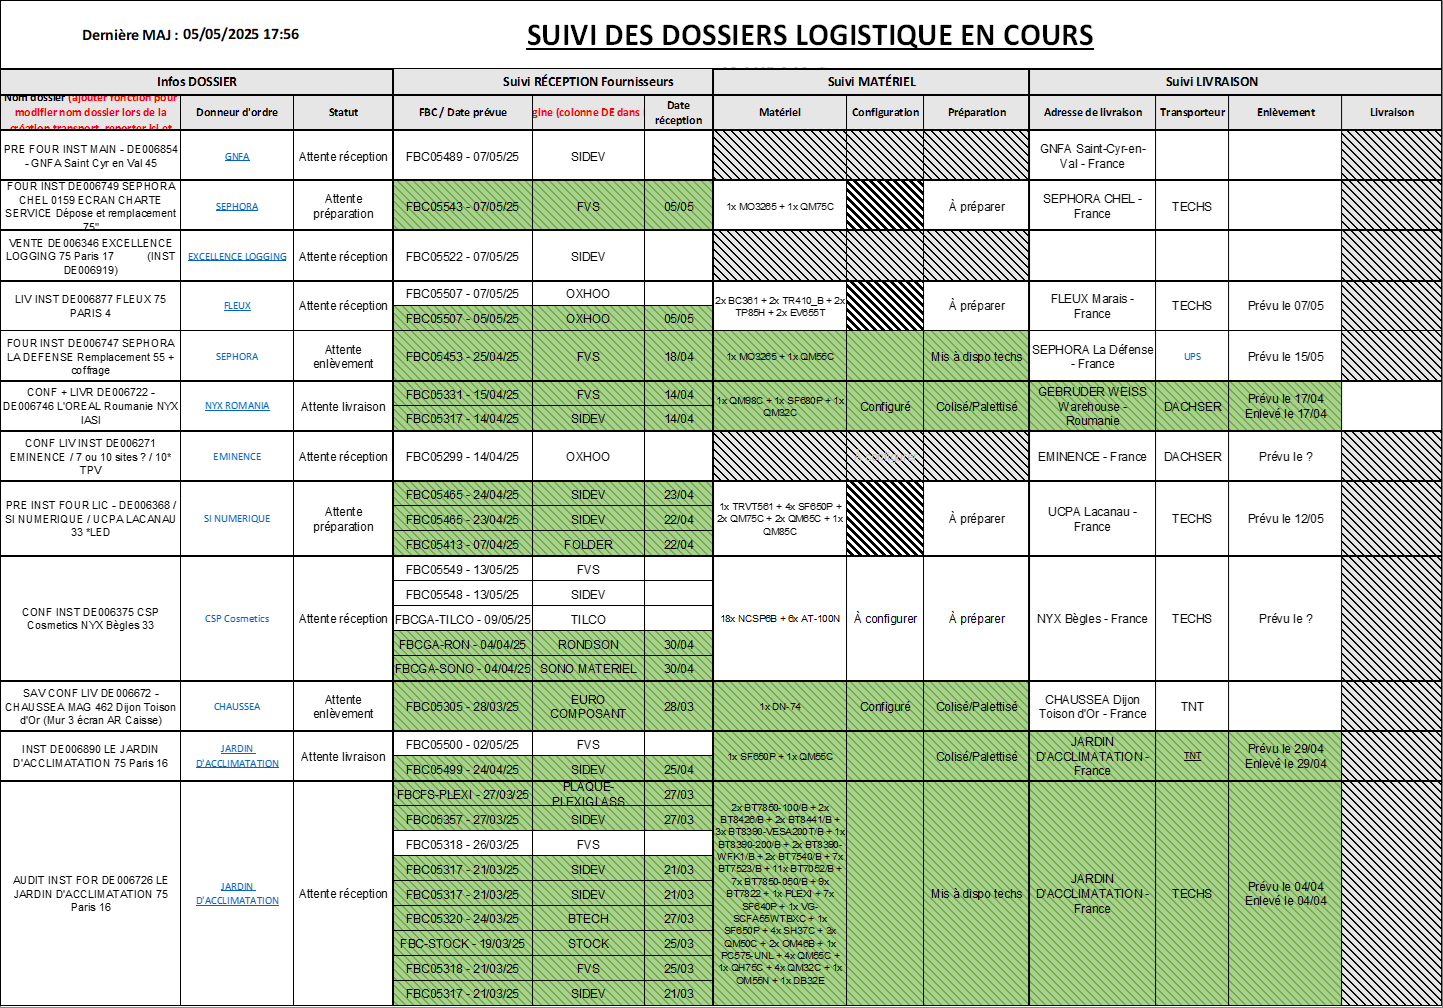 Dernière MAJ : 05/05/2025 17:56
SUIVI DES DOSSIERS LOGISTIQUE EN COURS
Infos DOSSIER
Suivi RÉCEPTION Fournisseurs
Suivi MATÉRIEL
Suivi LIVRAISON
Nom dossier (ajouter fonction pour
modifier nom dossier lors de la
création transport, reporter ici et
Donneur d'ordre
Statut
FBC / Date prévue
gine (colonne DE dans
Date
réception
Matériel
Configuration
Préparation
Adresse de livraison
Transporteur
Enlèvement
Livraison
PRE FOUR INST MAIN - DE006854
- GNFA Saint Cyr en Val 45
GNFA
Attente réception
FBC05489 - 07/05/25
SIDEV
GNFA Saint-Cyr-en-
Val - France
FOUR INST DE006749 SEPHORA
CHEL 0159 ECRAN CHARTE
SERVICE Dépose et remplacement
75"
SEPHORA
Attente
préparation
FBC05543 - 07/05/25
FVS
05/05
1x MO3265 + 1x QM75C
À préparer
SEPHORA CHEL -
France
TECHS
VENTE DE006346 EXCELLENCE
LOGGING 75 Paris 17 (INST
DE006919)
EXCELLENCE LOGGING
Attente réception
FBC05522 - 07/05/25
SIDEV
LIV INST DE006877 FLEUX 75
PARIS 4
FLEUX
Attente réception
FBC05507 - 07/05/25
OXHOO
FBC05507 - 05/05/25
OXHOO
05/05
2x BC361 + 2x TR410_B + 2x
TP85H + 2x EV655T
À préparer
FLEUX Marais -
France
TECHS
Prévu le 07/05
FOUR INST DE006747 SEPHORA
LA DEFENSE Remplacement 55 +
coffrage
SEPHORA
Attente
enlèvement
FBC05453 - 25/04/25
FVS
18/04
1x MO3265 + 1x QM55C
Mis à dispo techs
SEPHORA La Défense
- France
UPS
Prévu le 15/05
CONF + LIVR DE006722 -
DE006746 L'OREAL Roumanie NYX
IASI
NYX ROMANIA
Attente livraison
FBC05331 - 15/04/25
FVS
14/04
FBC05317 - 14/04/25
SIDEV
14/04
1x QM98C + 1x SF680P + 1x
QM32C
Configuré
Colisé/Palettisé
GEBRUDER WEISS
Warehouse -
Roumanie
DACHSER
Prévu le 17/04
Enlevé le 17/04
CONF LIV INST DE006271
EMINENCE / 7 ou 10 sites ? / 10*
TPV
EMINENCE
Attente réception
FBC05299 - 14/04/25
OXHOO
EMINENCE - France
DACHSER
Prévu le ?
PRE INST FOUR LIC - DE006368 /
SI NUMERIQUE / UCPA LACANAU
33 *LED
SI NUMERIQUE
Attente
préparation
FBC05465 - 24/04/25
SIDEV
23/04
FBC05465 - 23/04/25
SIDEV
22/04
FBC05413 - 07/04/25
FOLDER
22/04
1x TRVT561 + 4x SF650P +
2x QM75C + 2x QM65C + 1x
QM85C
À préparer
UCPA Lacanau -
France
TECHS
Prévu le 12/05
CONF INST DE006375 CSP
Cosmetics NYX Bègles 33
CSP Cosmetics
Attente réception
FBC05549 - 13/05/25
FVS
FBC05548 - 13/05/25
SIDEV
FBCGA-TILCO - 09/05/25
TILCO
FBCGA-RON - 04/04/25
RONDSON
30/04
FBCGA-SONO - 04/04/25
SONO MATERIEL
30/04
18x NCSP6B + 6x AT-100N
À configurer
À préparer
NYX Bègles - France
TECHS
Prévu le ?
SAV CONF LIV DE006672 -
CHAUSSEA MAG 462 Dijon Toison
d'Or (Mur 3 écran AR Caisse)
CHAUSSEA
Attente
enlèvement
FBC05305 - 28/03/25
EURO
COMPOSANT
28/03
1x DN-74
Configuré
Colisé/Palettisé
CHAUSSEA Dijon
Toison d'Or - France
TNT
INST DE006890 LE JARDIN
D'ACCLIMATATION 75 Paris 16
JARDIN
D'ACCLIMATATION
Attente livraison
FBC05500 - 02/05/25
FVS
FBC05499 - 24/04/25
SIDEV
25/04
1x SF650P + 1x QM55C
Colisé/Palettisé
JARDIN
D'ACCLIMATATION -
France
TNT
Prévu le 29/04
Enlevé le 29/04
AUDIT INST FOR DE006726 LE
JARDIN D'ACCLIMATATION 75
Paris 16
JARDIN
D'ACCLIMATATION
Attente réception
FBCFS-PLEXI - 27/03/25
PLAQUE-
PLEXIGLASS
27/03
FBC05357 - 27/03/25
SIDEV
27/03
FBC05318 - 26/03/25
FVS
FBC05317 - 21/03/25
SIDEV
21/03
FBC05317 - 21/03/25
SIDEV
21/03
FBC05320 - 24/03/25
BTECH
27/03
FBC-STOCK - 19/03/25
STOCK
25/03
FBC05318 - 21/03/25
FVS
25/03
FBC05317 - 21/03/25
SIDEV
21/03
2x BT7850-100/B + 2x
BT8426/B + 2x BT8441/B +
3x BT8390-VESA200T/B + 1x
BT8390-200/B + 2x BT8390-
WFK1/B + 2x BT7540/B + 7x
BT7523/B + 11x BT7052/B +
7x BT7850-050/B + 9x
BT7822 + 1x PLEXI + 7x
SF640P + 1x VG-
SCFA55WTBXC + 1x
SF650P + 4x SH37C + 3x
QM50C + 2x OM46B + 1x
PC575-UNL + 4x QM55C +
1x QH75C + 4x QM32C + 1x
OM55N + 1x DB32E
Mis à dispo techs
JARDIN
D'ACCLIMATATION -
France
TECHS
Prévu le 04/04
Enlevé le 04/04